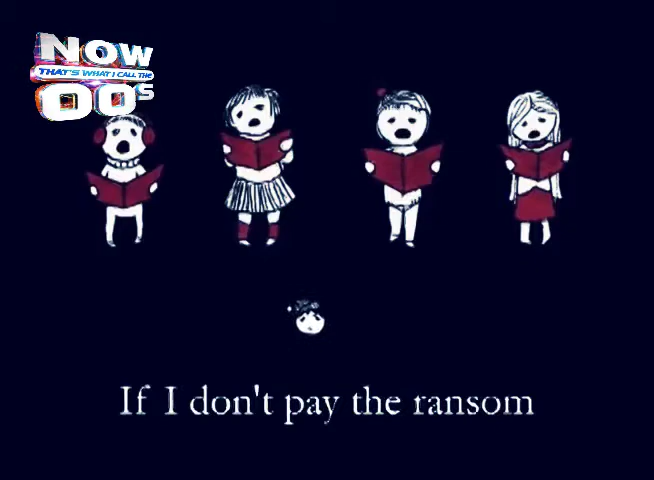 NOW
THAT'S WHAT I CALL THE
00s
If I don't pay the ransom